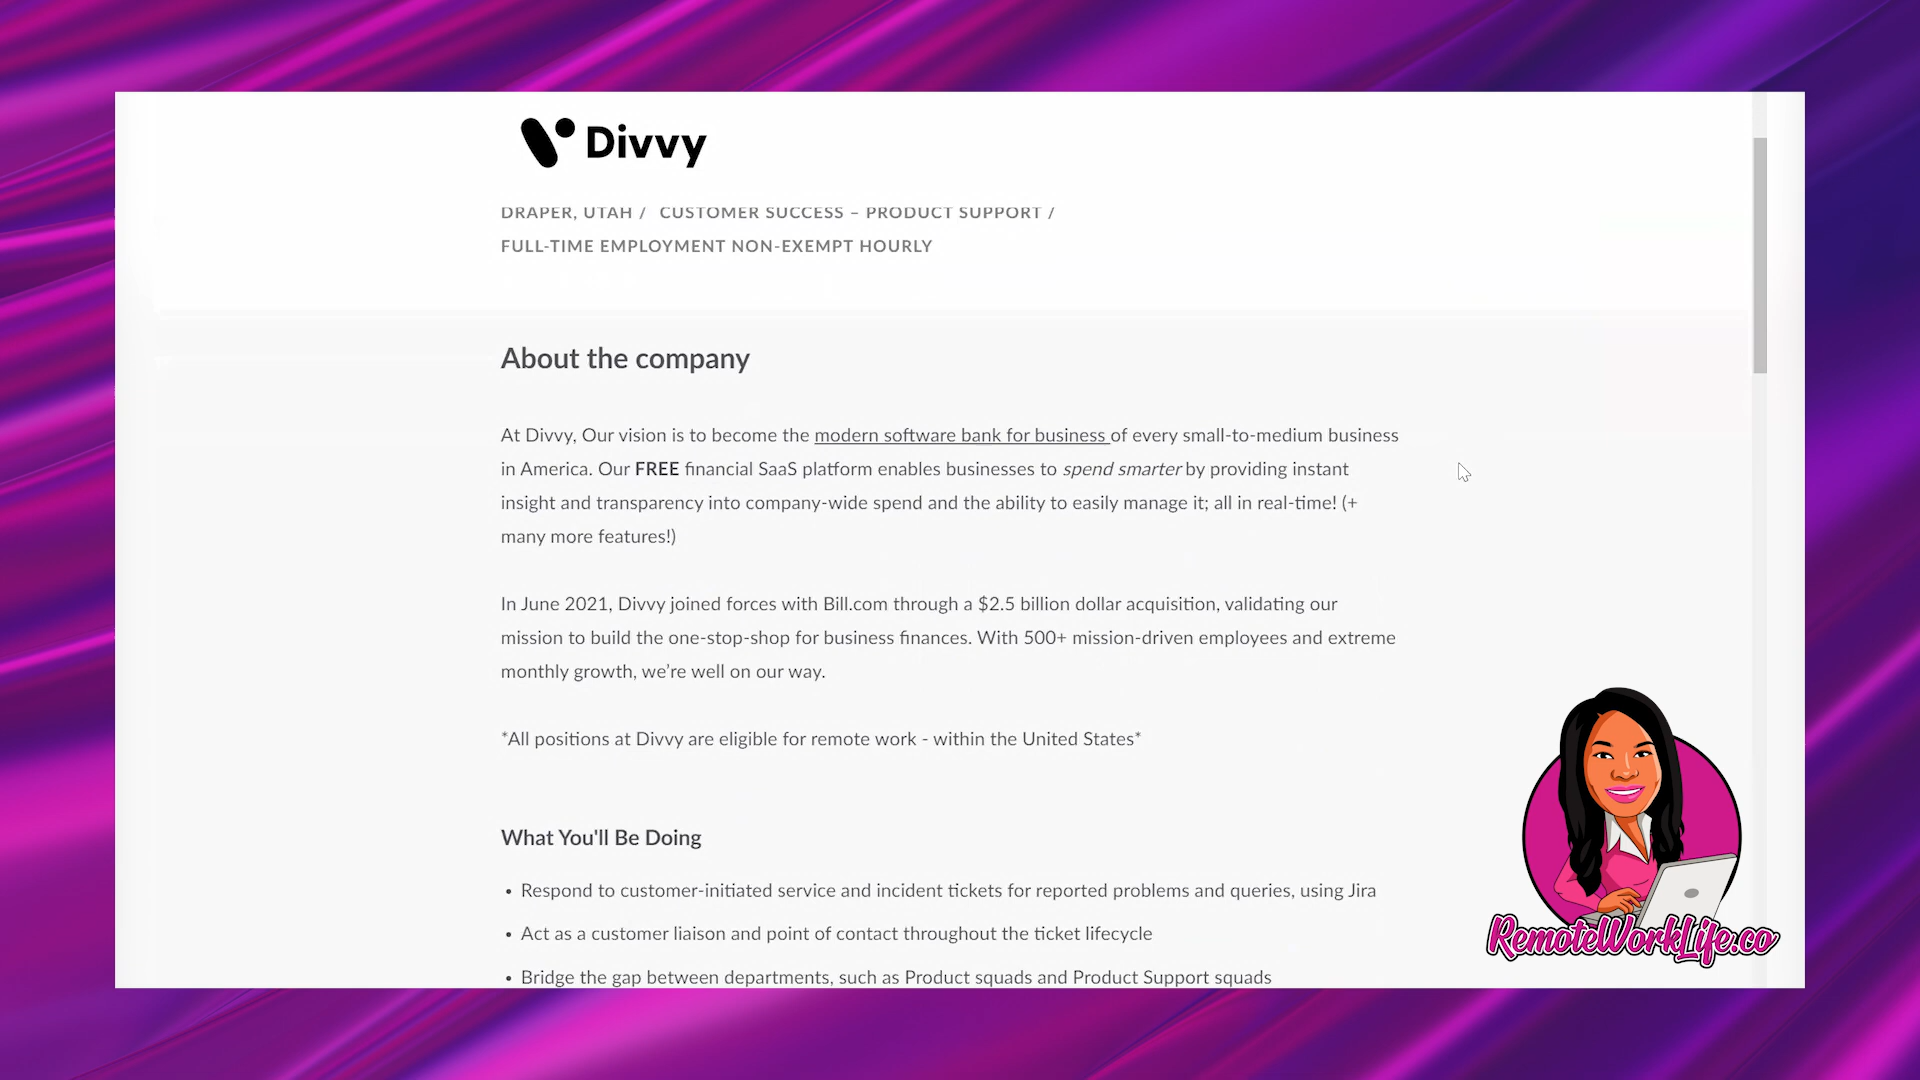 Divvy
DRAPER, UTAH / CUSTOMER SUCCESS – PRODUCT SUPPORT /
FULL-TIME EMPLOYMENT NON-EXEMPT HOURLY
About the company
At Divvy, Our vision is to become the modern software bank for business of every small-to-medium business
in America. Our FREE financial SaaS platform enables businesses to spend smarter by providing instant
insight and transparency into company-wide spend and the ability to easily manage it; all in real-time! (+
many more features!)
In June 2021, Divvy joined forces with Bill.com through a $2.5 billion dollar acquisition, validating our
mission to build the one-stop-shop for business finances. With 500+ mission-driven employees and extreme
monthly growth, we’re well on our way.
*All positions at Divvy are eligible for remote work - within the United States*
What You'll Be Doing
• Respond to customer-initiated service and incident tickets for reported problems and queries, using Jira
• Act as a customer liaison and point of contact throughout the ticket lifecycle
• Bridge the gap between departments, such as Product squads and Product Support squads
RemoteWorkLife.co